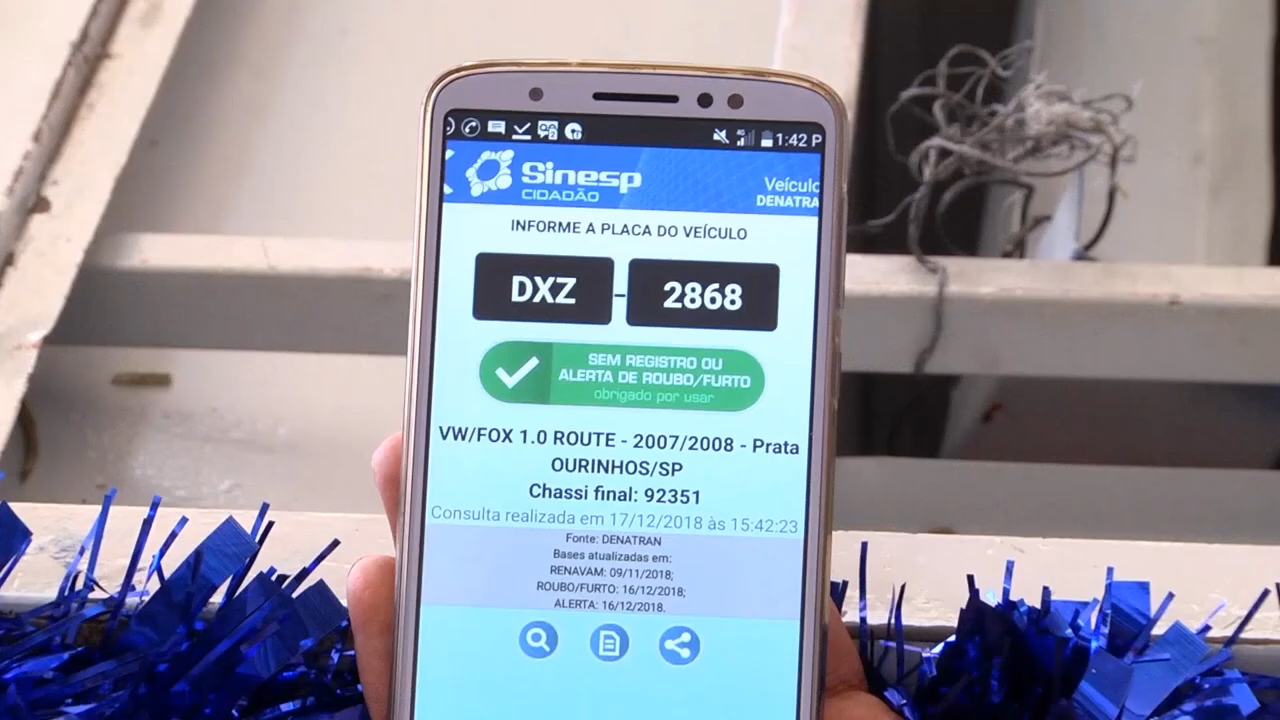 1:42 P
Sinesp
CIDADÃO
Veículo
DENATRA
INFORME A PLACA DO VEÍCULO
DXZ - 2868
SEM REGISTRO OU
ALERTA DE ROUBO/FURTO
obrigado por usar
VW/FOX 1.0 ROUTE - 2007/2008 - Prata
OURINHOS/SP
Chassi final: 92351
Consulta realizada em 17/12/2018 às 15:42:23
Fonte: DENATRAN
Bases atualizadas em:
RENAVAM: 09/11/2018;
ROUBO/FURTO: 16/12/2018;
ALERTA: 16/12/2018.